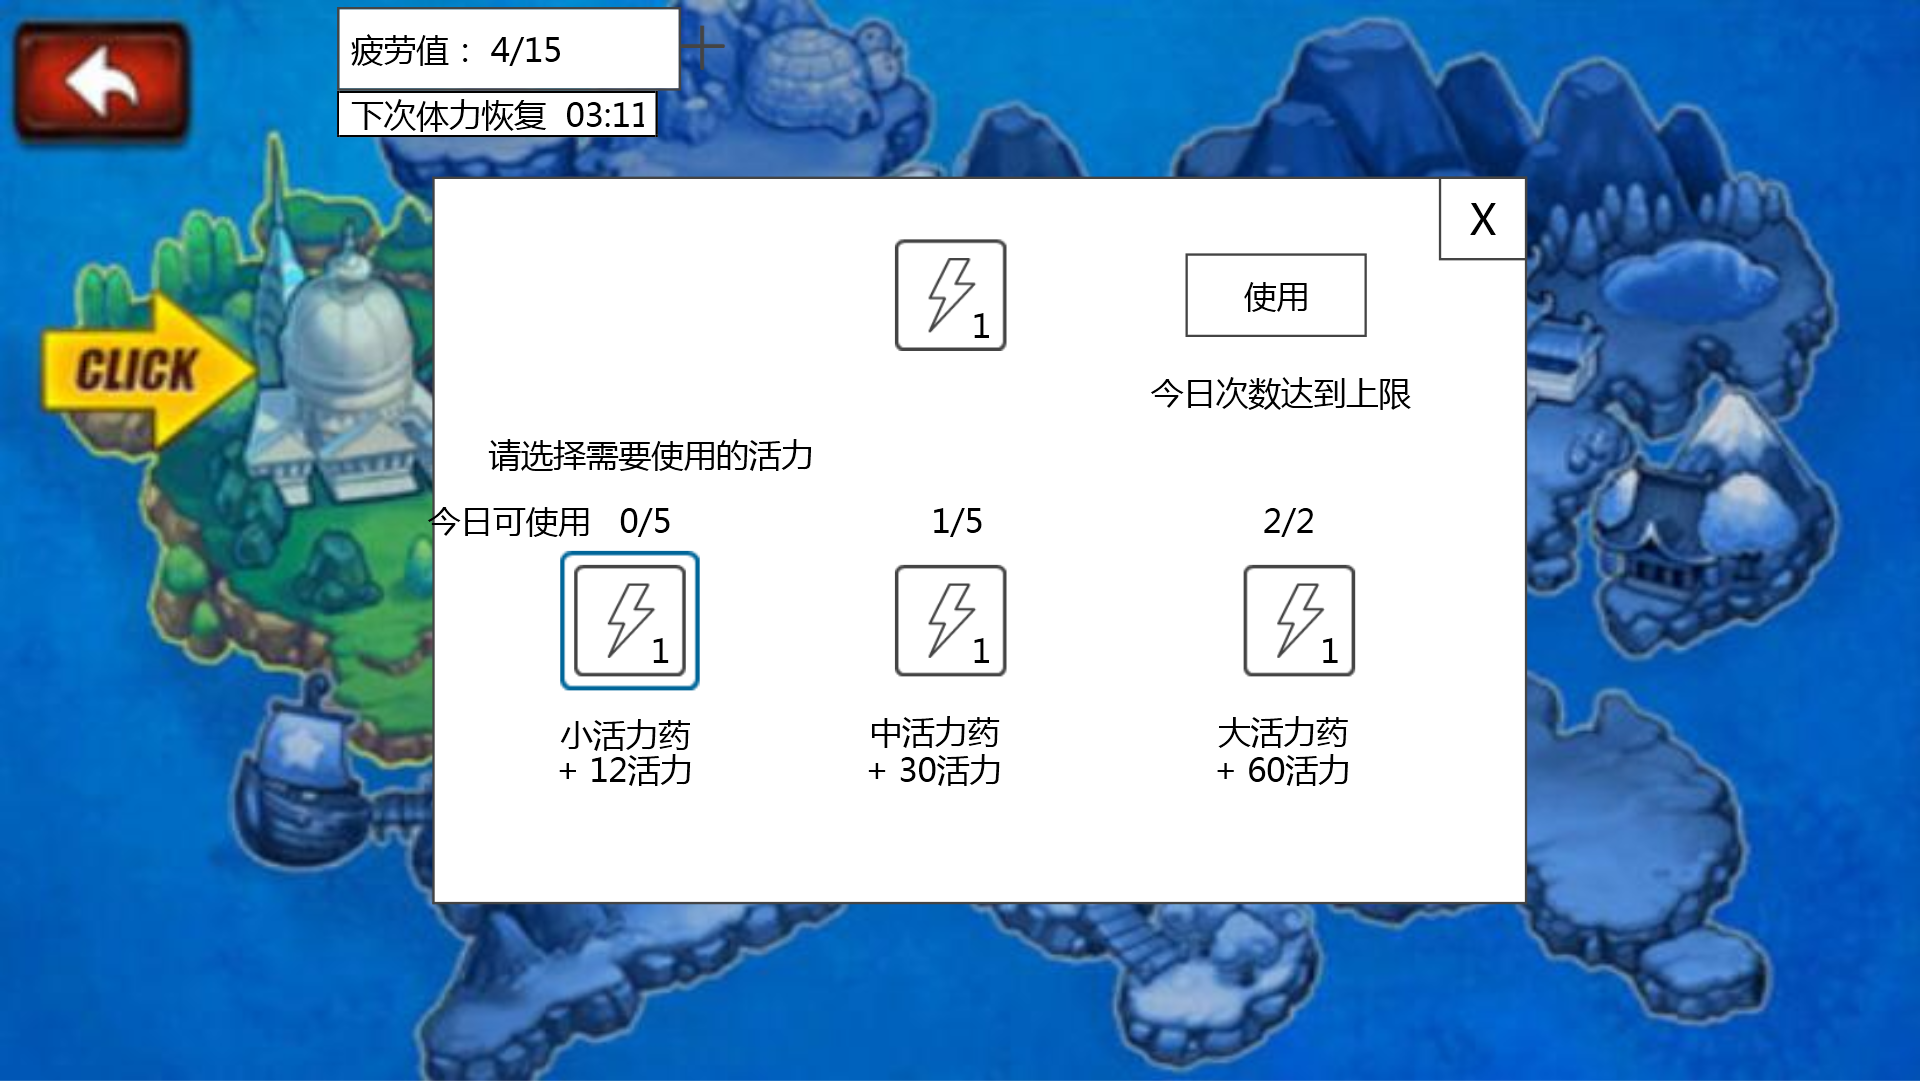 疲劳值： 4/15
下次体力恢复 03:11
X
1
使用
今日次数达到上限
CLICK
请选择需要使用的活力
今日可使用 0/5 1/5 2/2
1 1 1
小活力药 中活力药 大活力药
+ 12活力 + 30活力 + 60活力